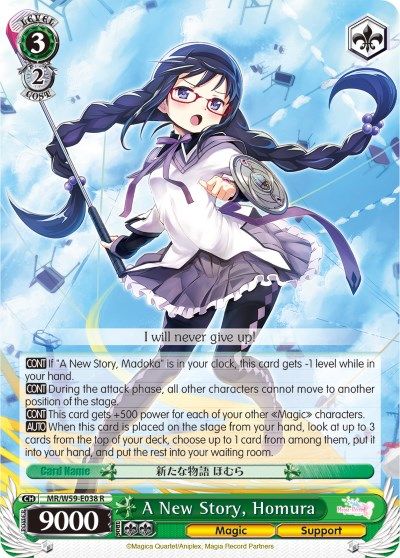 LEVEL
3
2
COST
I will never give up!
CONT If "A New Story, Madoka" is in your clock, this card gets -1 level while in
your hand.
CONT During the attack phase, all other characters cannot move to another
position of the stage.
CONT This card gets +500 power for each of your other ≪Magic≫ characters.
AUTO When this card is placed on the stage from your hand, look at up to 3
cards from the top of your deck, choose up to 1 card from among them, put it
in your hand, and put the rest into your waiting room.
Card Name 新たな物語 ほむら
CH MR/W59-E038 R
A New Story, Homura
POWER 9000
Magic Support
©Magica Quartet/Aniplex, Magia Record Partners